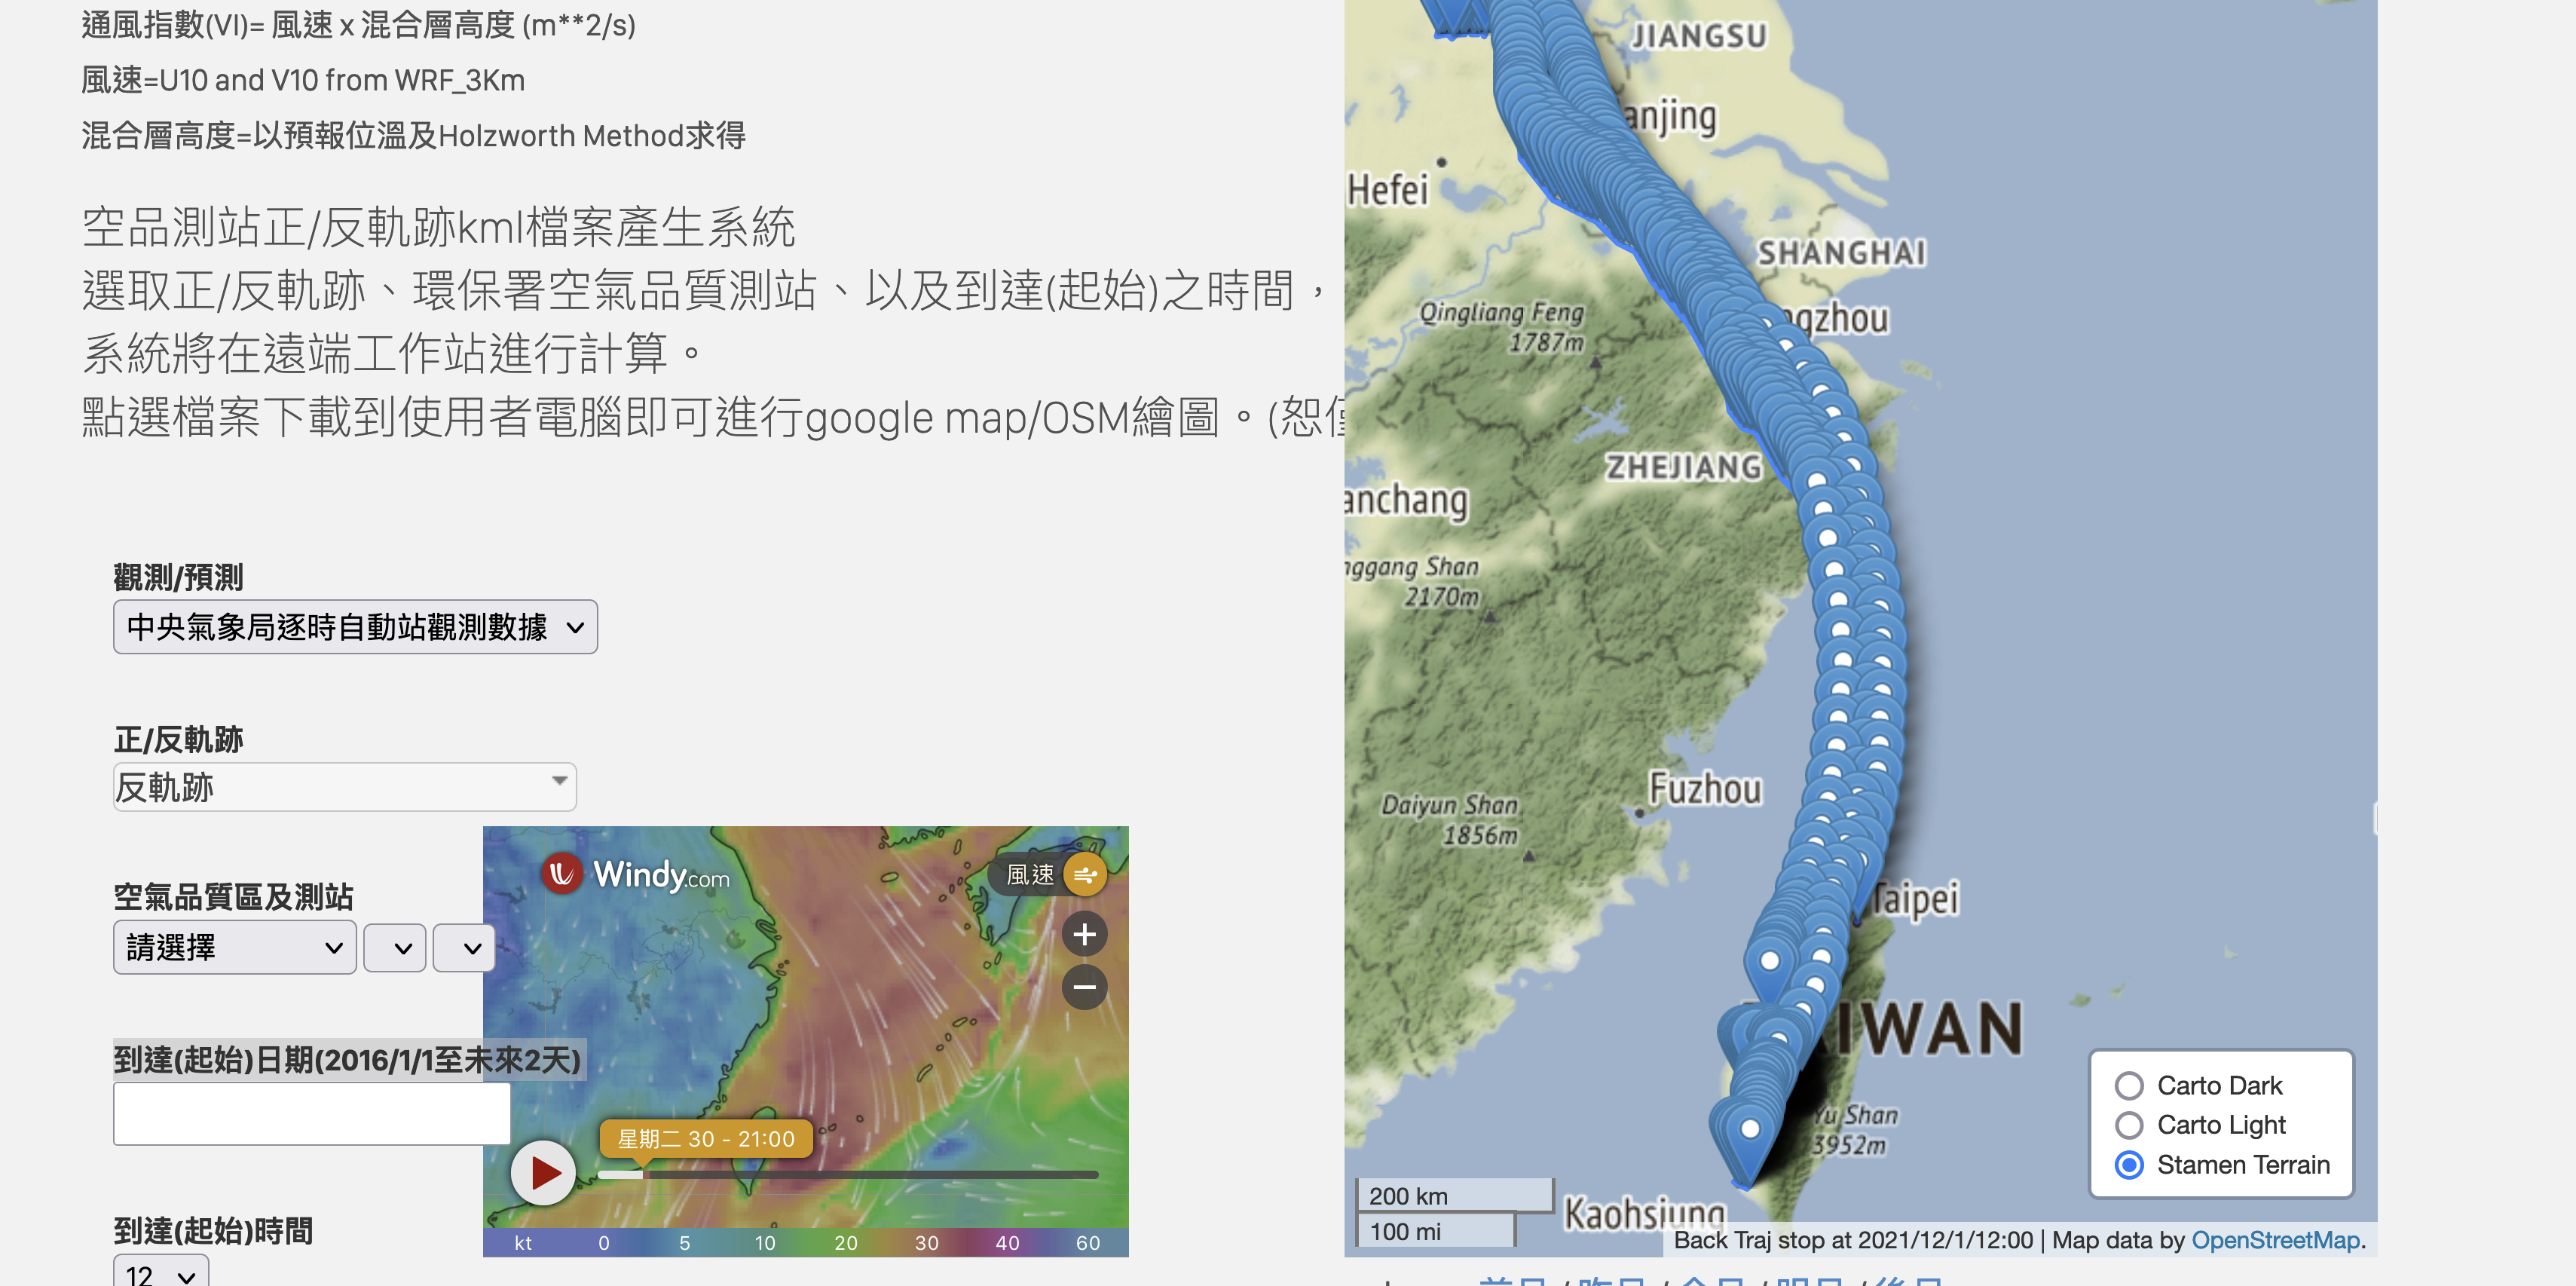 通風指數(VI)= 風速 x 混合層高度 (m**2/s)
風速=U10 and V10 from WRF_3Km
混合層高度=以預報位溫及Holzworth Method求得
空品測站正/反軌跡kml檔案產生系統
選取正/反軌跡、環保署空氣品質測站、以及到達(起始)之時間，
系統將在遠端工作站進行計算。
點選檔案下載到使用者電腦即可進行google map/OSM繪圖。(恕
觀測/預測
中央氣象局逐時自動站觀測數據
正/反軌跡
反軌跡
空氣品質區及測站
請選擇
到達(起始)日期(2016/1/1至未來2天)
到達(起始)時間
12
Windy.com
風速
+
−
星期二 30 - 21:00
kt 0 5 10 20 30 40 60
JIANGSU
anjing
Hefei
SHANGHAI
Qingliang Feng
1787m
ngzhou
ZHEJIANG
anchang
nggang Shan
2170m
Fuzhou
Daiyun Shan
1856m
Taipei
IWAN
Yu Shan
3952m
Kaohsiung
Carto Dark
Carto Light
Stamen Terrain
200 km
100 mi
Back Traj stop at 2021/12/1/12:00 | Map data by OpenStreetMap.